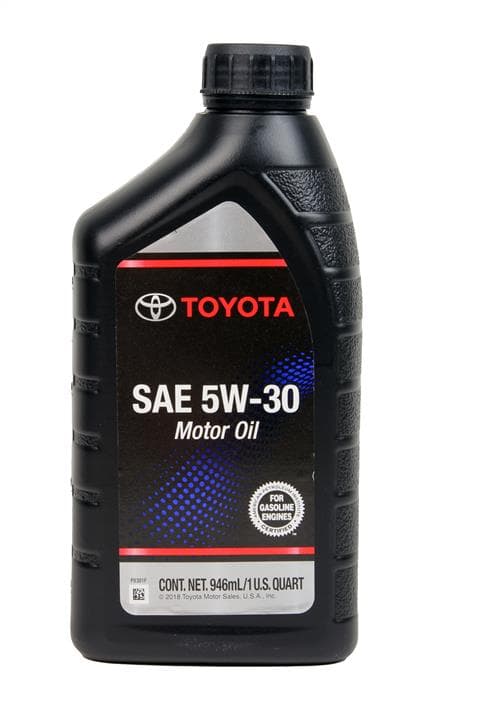 TOYOTA
SAE 5W-30
Motor Oil
FOR
GASOLINE
ENGINES
CERTIFIED
CONT. NET. 946mL/1 U.S. QUART
© 2018 Toyota Motor Sales, U.S.A., Inc.